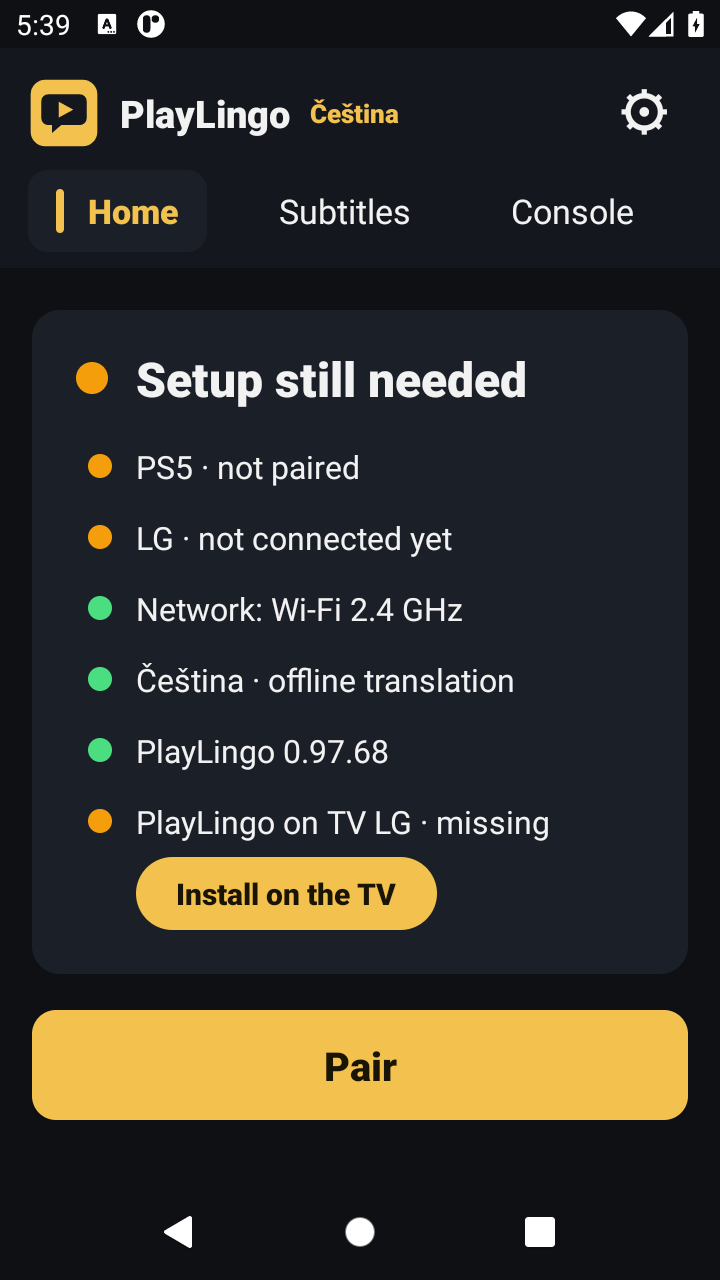 5:39
PlayLingo Čeština
Home Subtitles Console
Setup still needed
PS5 · not paired
LG · not connected yet
Network: Wi-Fi 2.4 GHz
Čeština · offline translation
PlayLingo 0.97.68
PlayLingo on TV LG · missing
Install on the TV
Pair